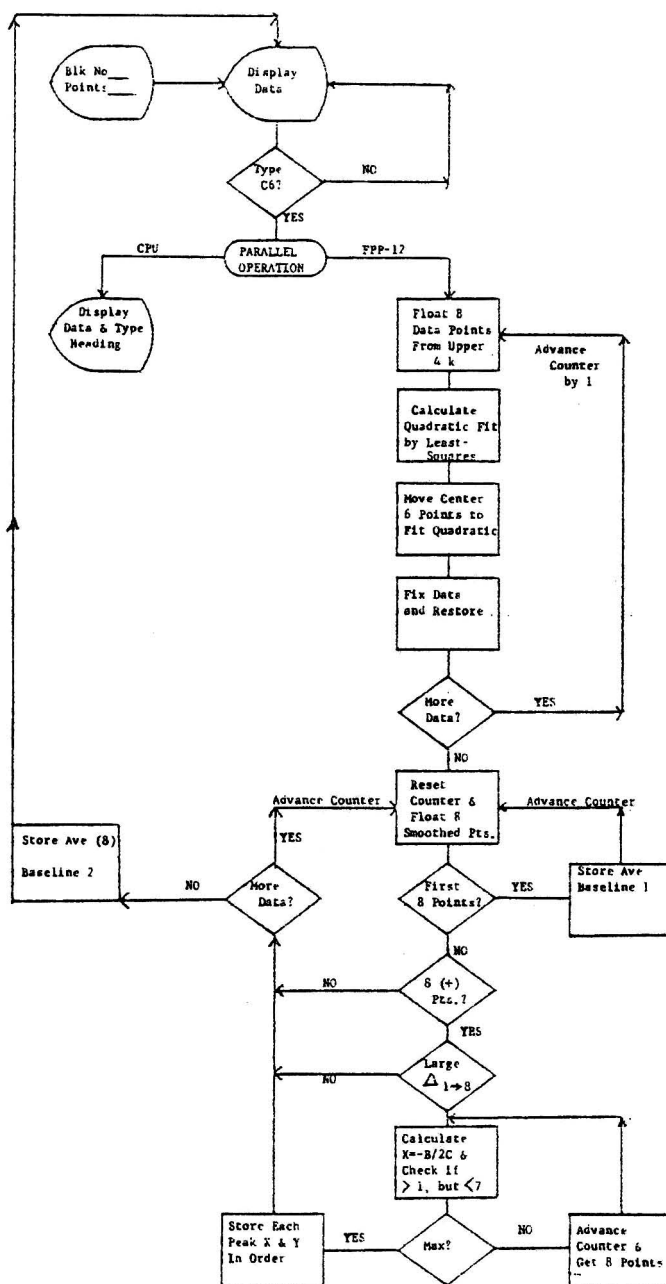 Blk No___
Points___
Display
Data
Type
C6?
NO
YES
CPU
PARALLEL
OPERATION
FPP-12
Display
Data & Type
Heading
Float 8
Data Points
From Upper
4 k
Advance
Counter
by 1
Calculate
Quadratic Fit
by Least-
Squares
Move Center
6 Points to
Fit Quadratic
Fix Data
and Restore
More
Data?
YES
NO
Reset
Counter &
Float 8
Smoothed Pts.
Advance Counter
Advance Counter
YES
Store Ave (8)
Baseline 2
NO
More
Data?
First
8 Points?
YES
Store Ave
Baseline 1
NO
8 (+)
Pts.?
NO
YES
Large
Δ 1→8
NO
Calculate
X=-B/2C &
Check if
> 1, but <7
Store Each
Peak X & Y
In Order
YES
Max?
NO
Advance
Counter &
Get 8 Points